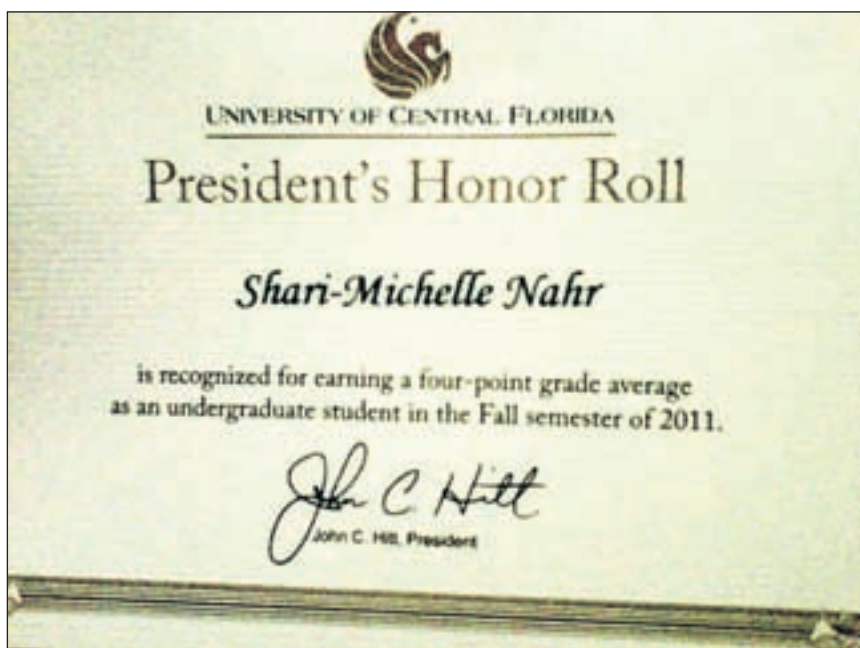 UNIVERSITY OF CENTRAL FLORIDA
President's Honor Roll
Shari-Michelle Nahr
is recognized for earning a four-point grade average
as an undergraduate student in the Fall semester of 2011.
John C. Hitt
John C. Hitt, President